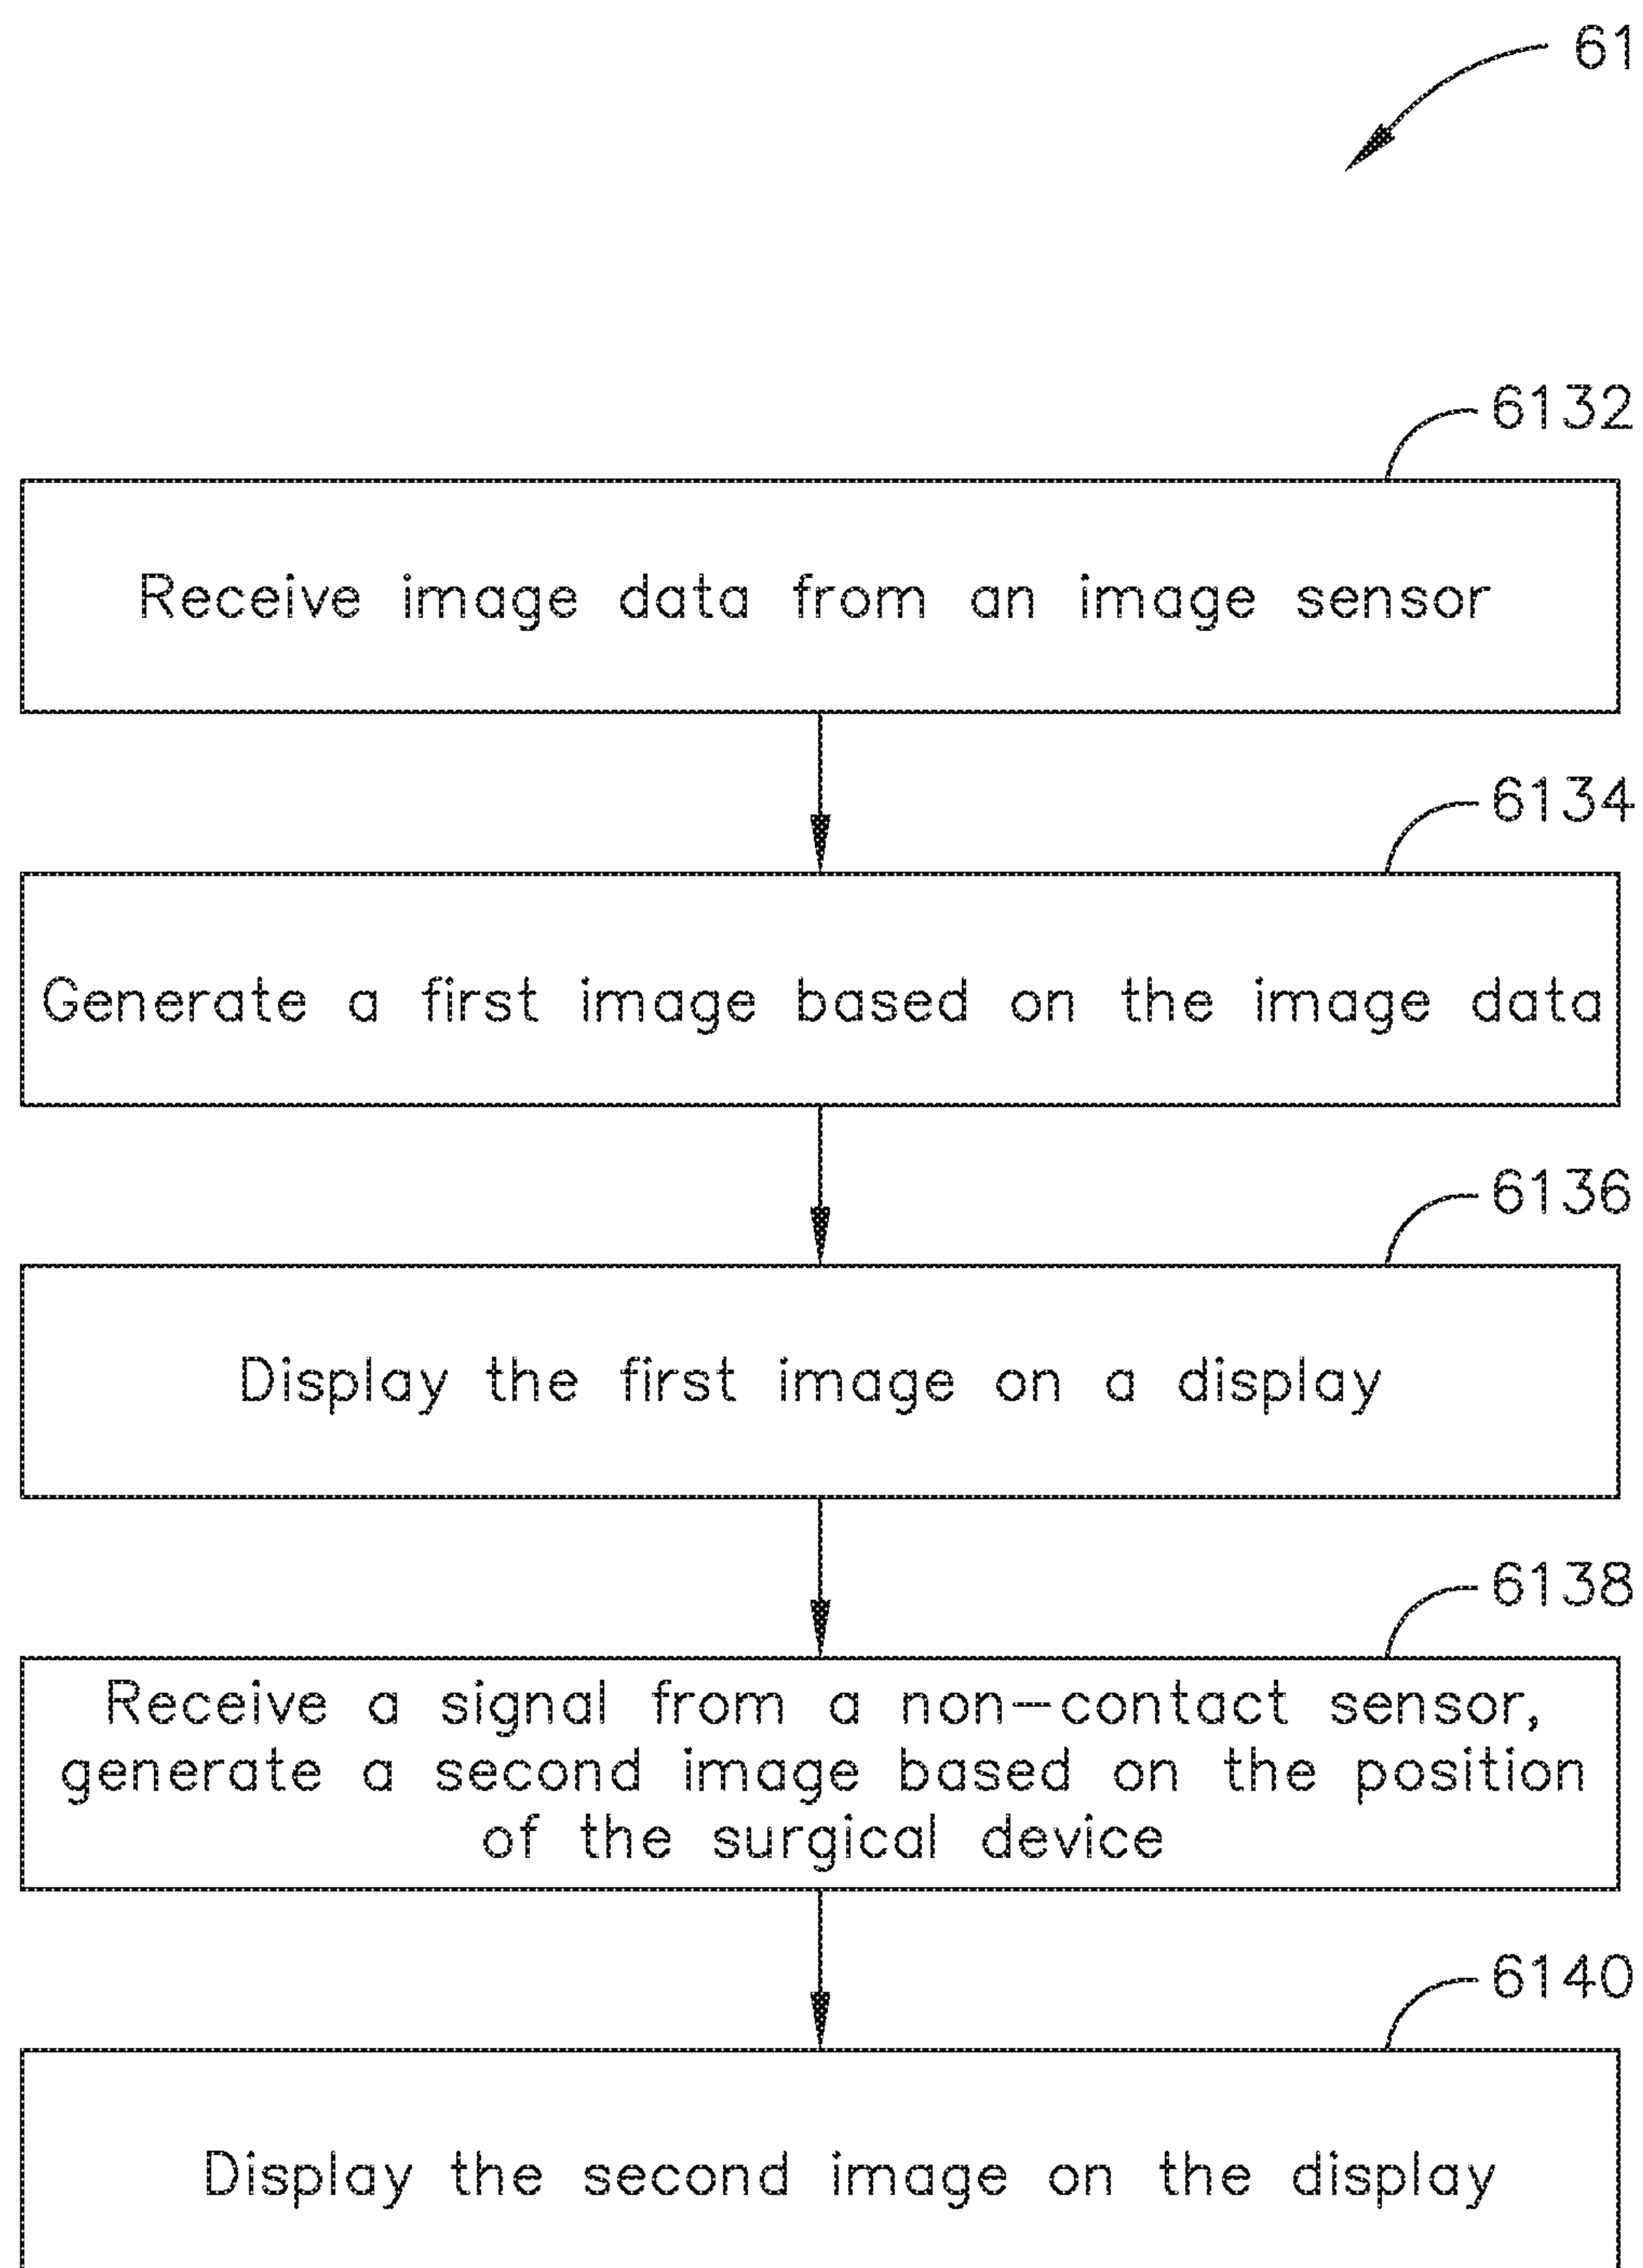 61
6132
Receive image data from an image sensor
6134
Generate a first image based on the image data
6136
Display the first image on a display
6138
Receive a signal from a non-contact sensor,
generate a second image based on the position
of the surgical device
6140
Display the second image on the display